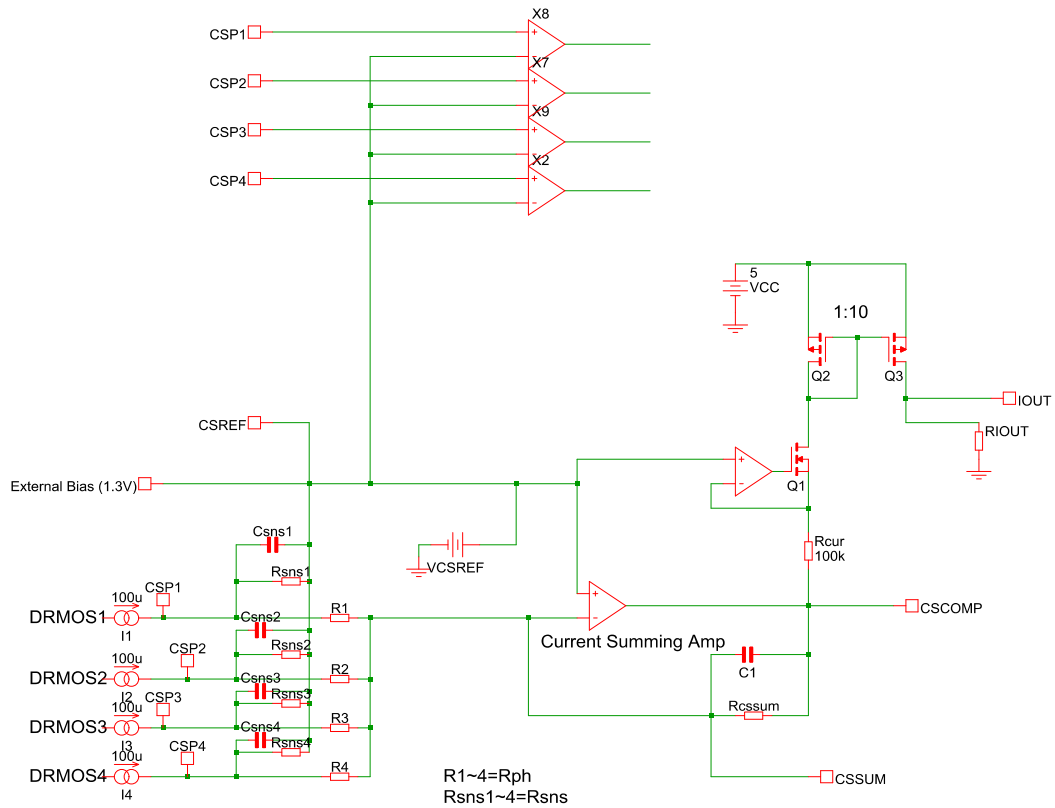 X8
CSP1
X7
CSP2
X9
CSP3
X2
CSP4
5
VCC
1:10
Q2
Q3
IOUT
CSREF
RIOUT
External Bias (1.3V)
Q1
Csns1
Rcur
100k
VCSREF
Rsns1
100u
CSP1
DRMOS1
I1
R1
CSCOMP
Csns2
Current Summing Amp
Rsns2
100u
CSP2
DRMOS2
I2
R2
C1
Csns3
Rsns3
100u
CSP3
DRMOS3
I3
R3
Rcssum
Csns4
Rsns4
100u
CSP4
DRMOS4
I4
R4
CSSUM
R1~4=Rph
Rsns1~4=Rsns